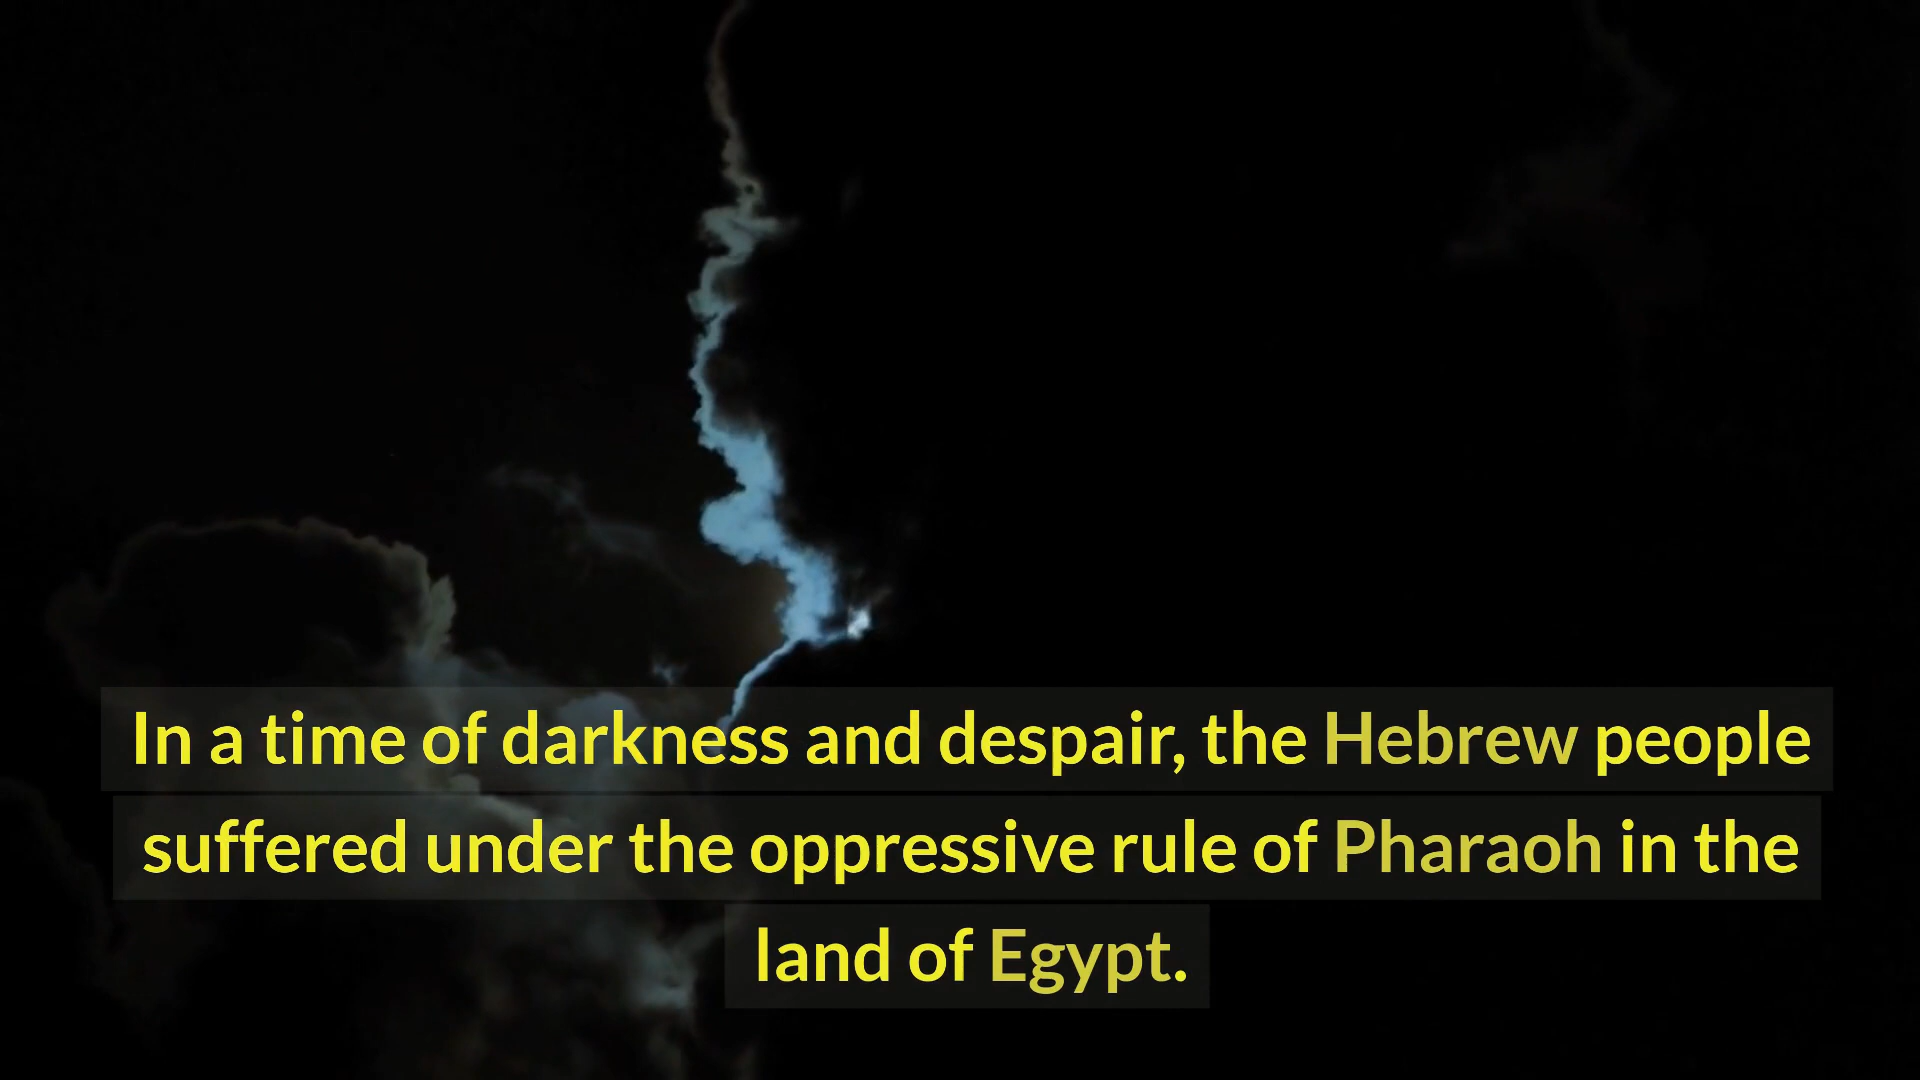 In a time of darkness and despair, the Hebrew people
suffered under the oppressive rule of Pharaoh in the
land of Egypt.